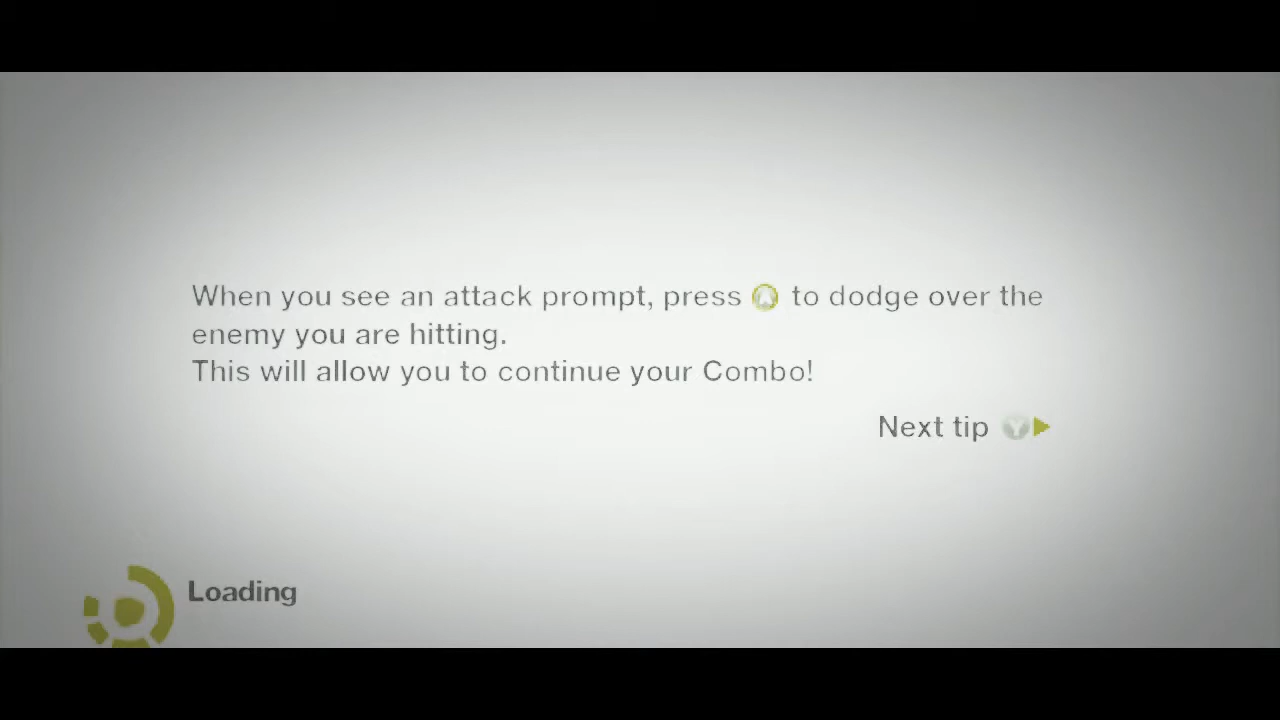 When you see an attack prompt, press A to dodge over the
enemy you are hitting.
This will allow you to continue your Combo!
Next tip Y
Loading